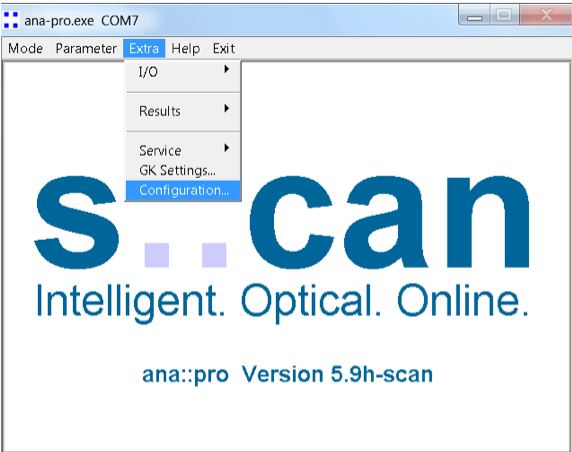 ana-pro.exe COM7
Mode Parameter Extra Help Exit
I/O
Results
Service
GK Settings...
Configuration...
s::can
Intelligent. Optical. Online.
ana::pro Version 5.9h-scan